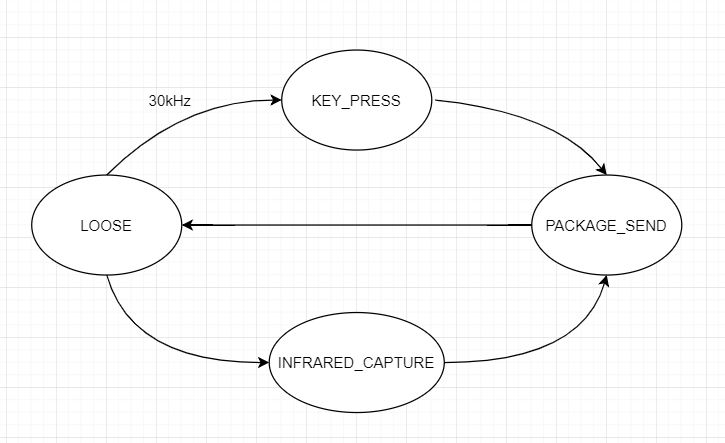 30kHz
KEY_PRESS
LOOSE
PACKAGE_SEND
INFRARED_CAPTURE